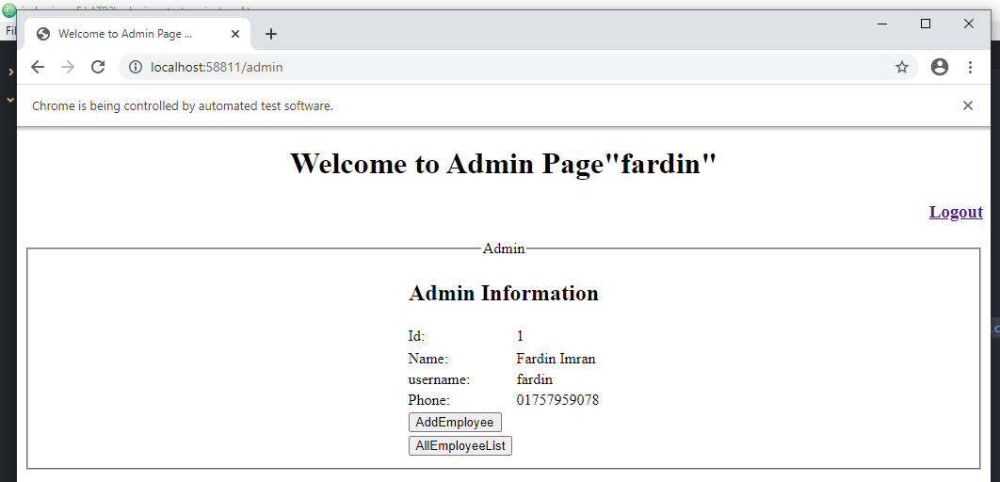 Fil
Welcome to Admin Page ...
localhost:58811/admin
Chrome is being controlled by automated test software.
Welcome to Admin Page"fardin"
Logout
Admin
Admin Information
Id: 1
Name: Fardin Imran
username: fardin
Phone: 01757959078
AddEmployee
AllEmployeeList